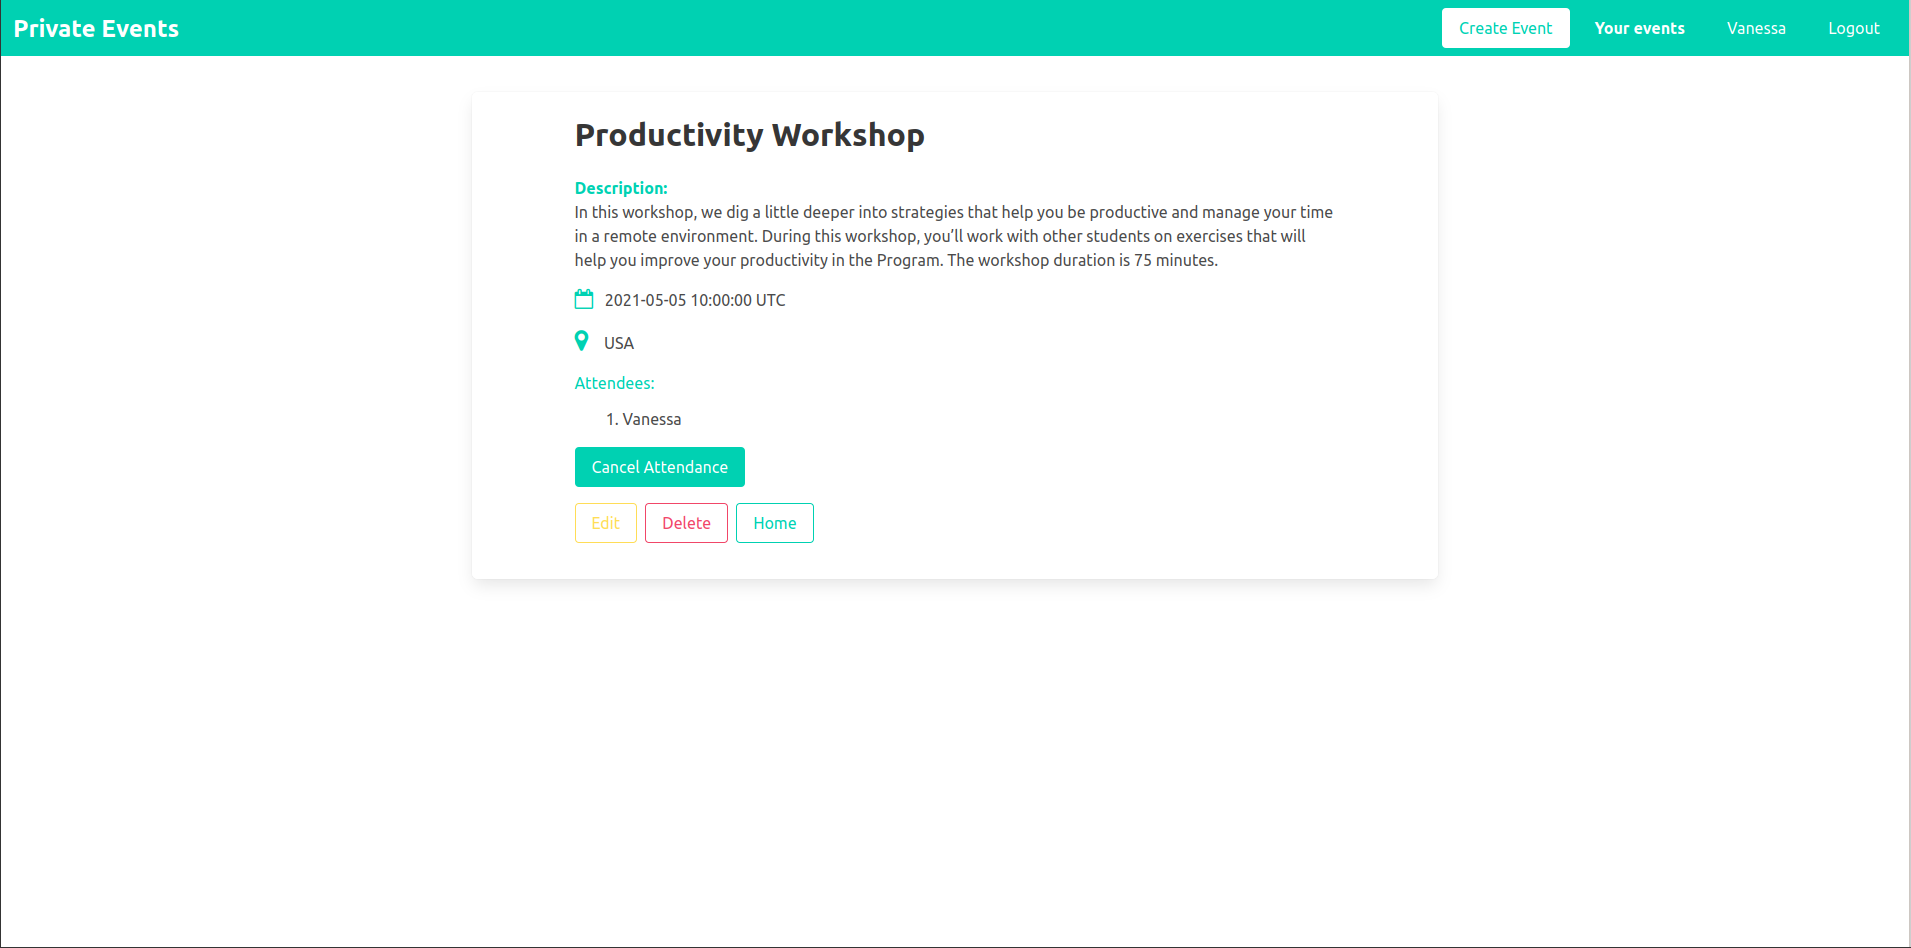 Private Events
Create Event
Your events
Vanessa
Logout
Productivity Workshop
Description:
In this workshop, we dig a little deeper into strategies that help you be productive and manage your time
in a remote environment. During this workshop, you’ll work with other students on exercises that will
help you improve your productivity in the Program. The workshop duration is 75 minutes.
2021-05-05 10:00:00 UTC
USA
Attendees:
1. Vanessa
Cancel Attendance
Edit
Delete
Home